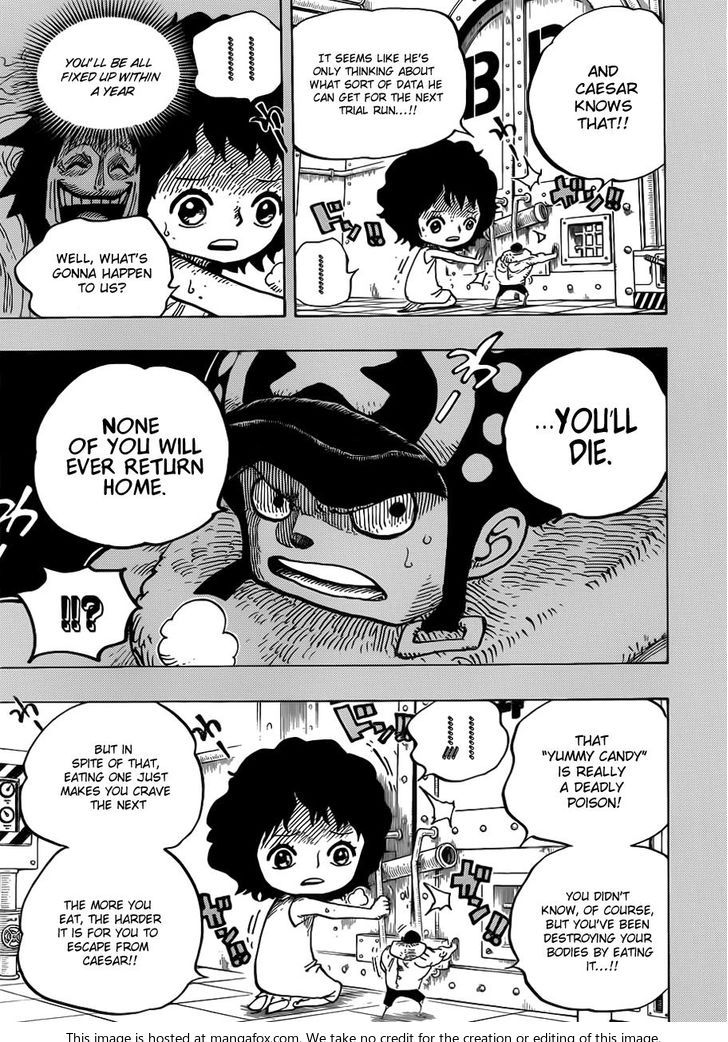 AND
CAESAR
KNOWS
THAT!!
IT SEEMS LIKE HE'S
ONLY THINKING ABOUT
WHAT SORT OF DATA HE
CAN GET FOR THE NEXT
TRIAL RUN...!!
B
YOU'LL BE ALL
FIXED UP WITHIN
A YEAR
WELL, WHAT'S
GONNA HAPPEN
TO US?
...YOU'LL
DIE.
NONE
OF YOU WILL
EVER RETURN
HOME.
!!?
THAT
"YUMMY CANDY"
IS REALLY
A DEADLY
POISON!
YOU DIDN'T
KNOW, OF COURSE,
BUT YOU'VE BEEN
DESTROYING YOUR
BODIES BY EATING
IT...!!
BUT IN
SPITE OF THAT,
EATING ONE JUST
MAKES YOU CRAVE
THE NEXT
THE MORE YOU
EAT, THE HARDER
IT IS FOR YOU TO
ESCAPE FROM
CAESAR!!
This image is hosted at mangafox.com. We take no credit for the creation or editing of this image.